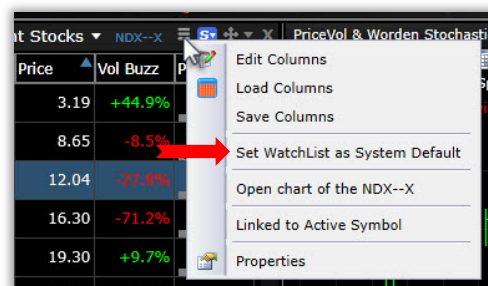 nt Stocks ▼ NDX--X S X PriceVol & Worden Stochasti
Price Vol Buzz P
3.19 +44.9%
8.65 -8.5%
12.04 -27.8%
16.30 -71.2%
19.30 +9.7%
Edit Columns
Load Columns
Save Columns
Set WatchList as System Default
Open chart of the NDX--X
Linked to Active Symbol
Properties